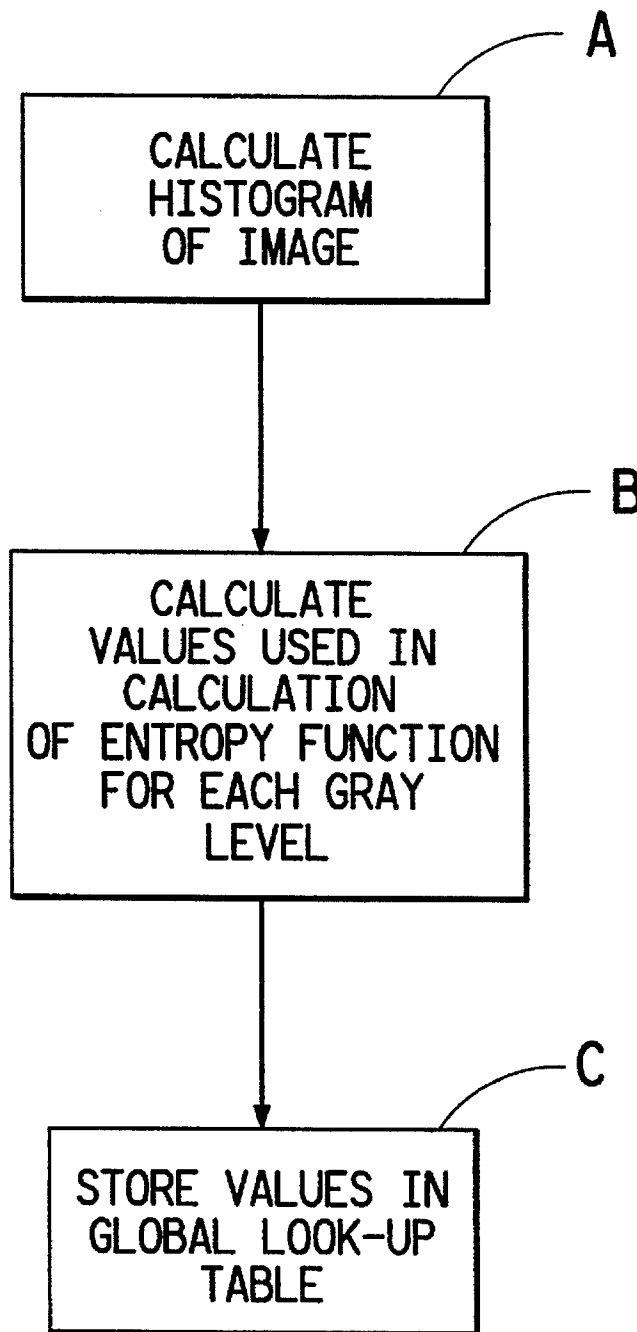 A
CALCULATE
HISTOGRAM
OF IMAGE
B
CALCULATE
VALUES USED IN
CALCULATION
OF ENTROPY FUNCTION
FOR EACH GRAY
LEVEL
C
STORE VALUES IN
GLOBAL LOOK-UP
TABLE